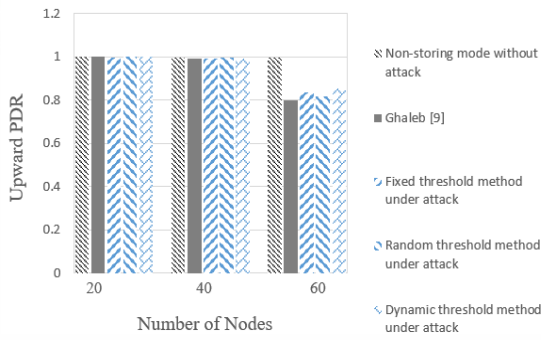 1.2
1
0.8
0.6
0.4
0.2
0
Upward PDR
20
40
60
Number of Nodes
Non-storing mode without
attack
Ghaleb [9]
Fixed threshold method
under attack
Random threshold method
under attack
Dynamic threshold method
under attack